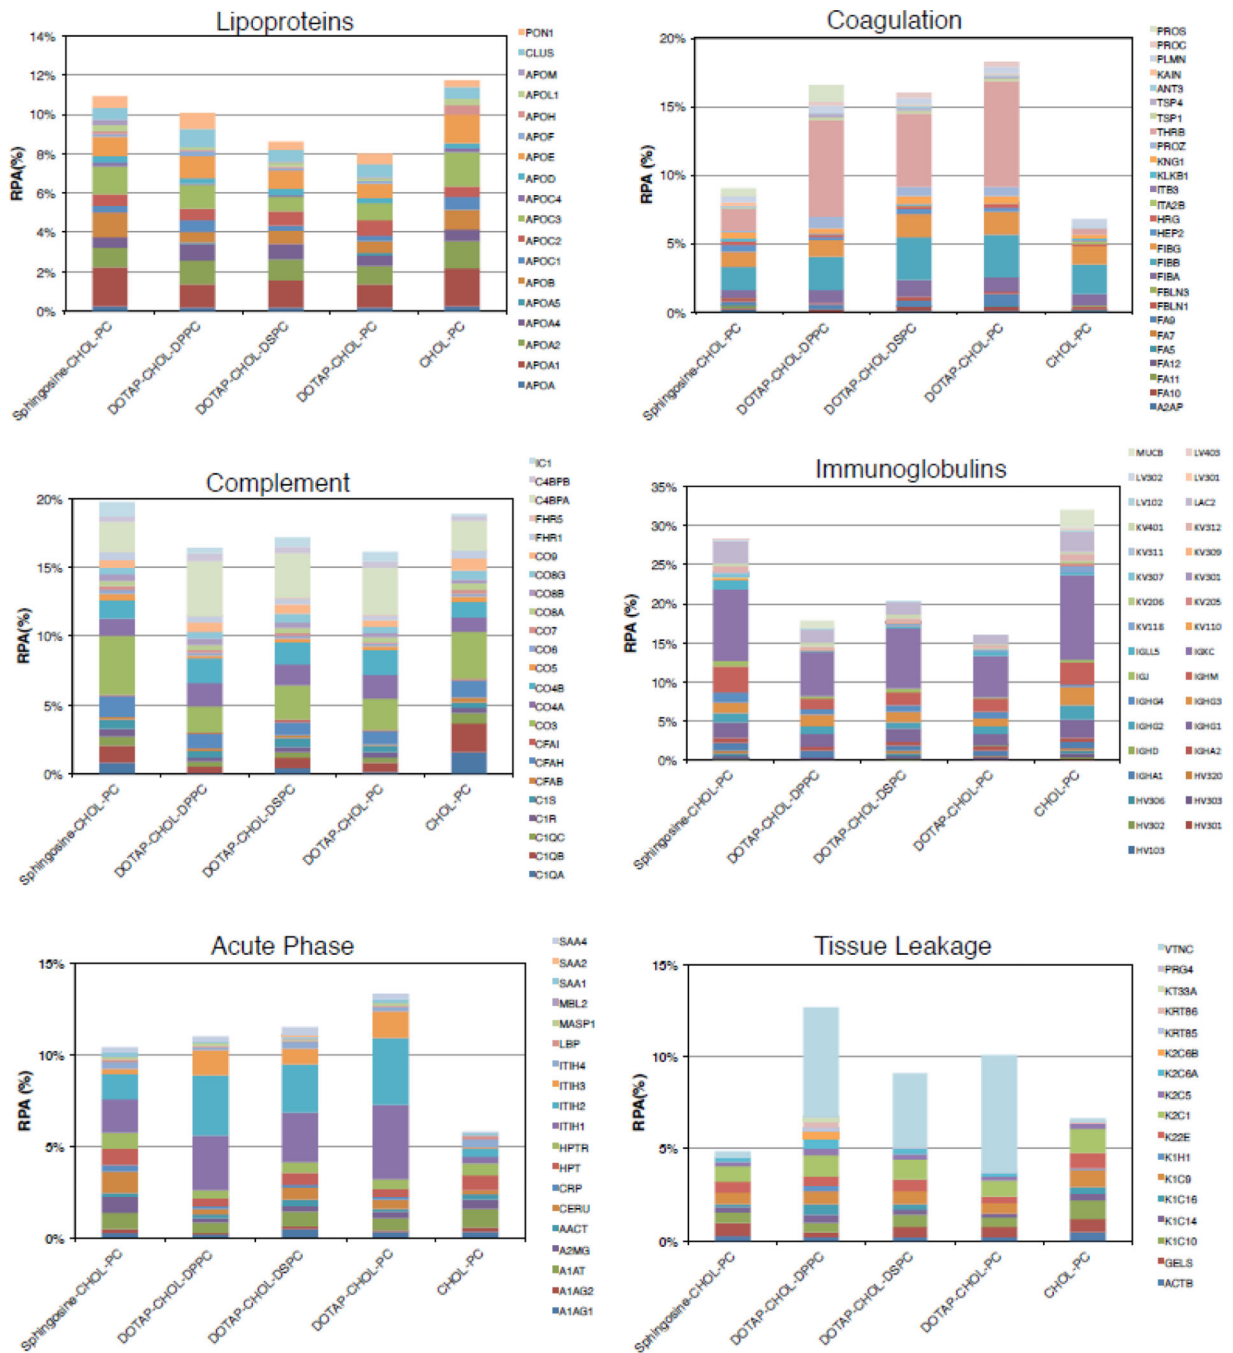 Lipoproteins
RPA(%)
14%
12%
10%
8%
6%
4%
2%
0%
Sphingosine-CHOL-PC
DOTAP-CHOL-DPPC
DOTAP-CHOL-DSPC
DOTAP-CHOL-PC
CHOL-PC
PON1
CLUS
APOM
APOL1
APOH
APOF
APOE
APOD
APOC4
APOC3
APOC2
APOC1
APOB
APOA5
APOA4
APOA2
APOA1
APOA
Coagulation
RPA (%)
20%
15%
10%
5%
0%
Sphingosine-CHOL-PC
DOTAP-CHOL-DPPC
DOTAP-CHOL-DSPC
DOTAP-CHOL-PC
CHOL-PC
PROS
PROC
PLMN
KAIN
ANT3
TSP4
TSP1
THRB
PROZ
KNG1
KLKB1
ITB3
ITA2B
HRG
HEP2
FIBG
FIBB
FIBA
FBLN3
FBLN1
FA9
FA7
FA5
FA12
FA11
FA10
A2AP
Complement
RPA(%)
20%
15%
10%
5%
0%
Sphingosine-CHOL-PC
DOTAP-CHOL-DPPC
DOTAP-CHOL-DSPC
DOTAP-CHOL-PC
CHOL-PC
IC1
C4BPB
C4BPA
FHR5
FHR1
CO9
CO8G
CO8B
CO8A
CO7
CO6
CO5
CO4B
CO4A
CO3
CFAI
CFAH
CFAB
C1S
C1R
C1QC
C1QB
C1QA
Immunoglobulins
RPA (%)
35%
30%
25%
20%
15%
10%
5%
0%
Sphingosine-CHOL-PC
DOTAP-CHOL-DPPC
DOTAP-CHOL-DSPC
DOTAP-CHOL-PC
CHOL-PC
MUCB LV403
LV302 LV301
LV102 LAC2
KV401 KV312
KV311 KV309
KV307 KV301
KV206 KV205
KV118 KV110
IGLL5 IGKC
IGJ IGHM
IGHG4 IGHG3
IGHG2 IGHG1
IGHD IGHA2
IGHA1 HV320
HV306 HV303
HV302 HV301
HV103
Acute Phase
RPA (%)
15%
10%
5%
0%
Sphingosine-CHOL-PC
DOTAP-CHOL-DPPC
DOTAP-CHOL-DSPC
DOTAP-CHOL-PC
CHOL-PC
SAA4
SAA2
SAA1
MBL2
MASP1
LBP
ITIH4
ITIH3
ITIH2
ITIH1
HPTR
HPT
CRP
CERU
AACT
A2MG
A1AT
A1AG2
A1AG1
Tissue Leakage
RPA (%)
15%
10%
5%
0%
Sphingosine-CHOL-PC
DOTAP-CHOL-DPPC
DOTAP-CHOL-DSPC
DOTAP-CHOL-PC
CHOL-PC
VTNC
PRG4
KT33A
KRT86
KRT85
K2C6B
K2C6A
K2C5
K2C1
K22E
K1H1
K1C9
K1C16
K1C14
K1C10
GELS
ACTB